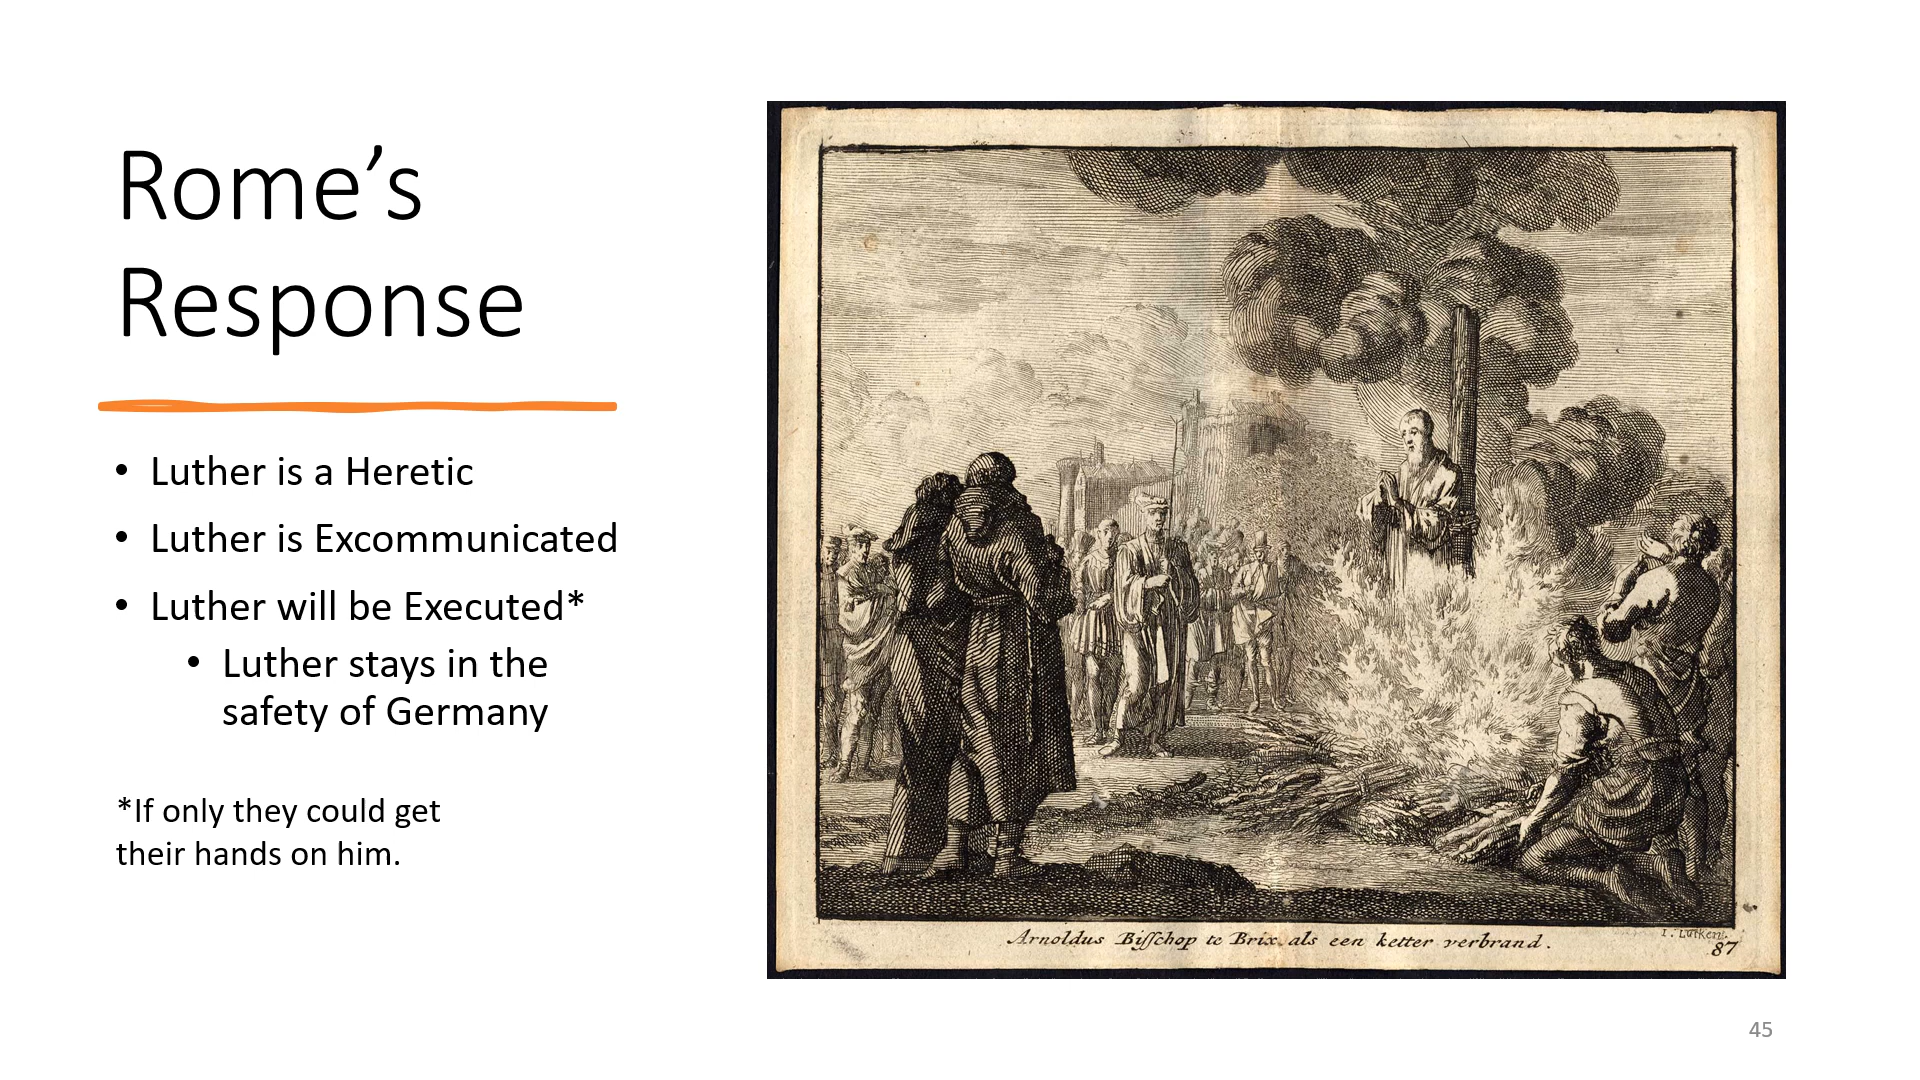 Rome’s
Response
• Luther is a Heretic
• Luther is Excommunicated
• Luther will be Executed*
• Luther stays in the
safety of Germany
*If only they could get
their hands on him.
Arnoldus Bisschop te Brix als een ketter verbrand.
87
45